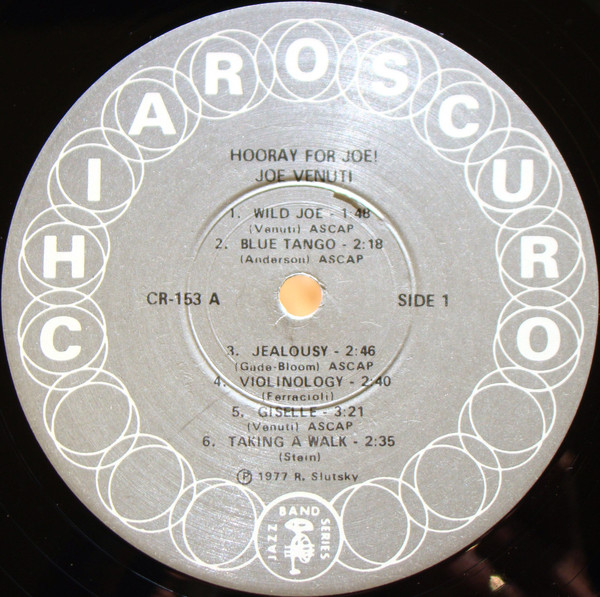 CHIAROSCURO
HOORAY FOR JOE!
JOE VENUTI
1. WILD JOE - 1:48
(Venuti) ASCAP
2. BLUE TANGO - 2:18
(Anderson) ASCAP
CR-153 A
SIDE 1
3. JEALOUSY - 2:46
(Gade-Bloom) ASCAP
4. VIOLINOLOGY - 2:40
(Ferracioli)
5. GISELLE - 3:21
(Venuti) ASCAP
6. TAKING A WALK - 2:35
(Stein)
Ⓟ 1977 R. Slutsky
JAZZ BAND SERIES